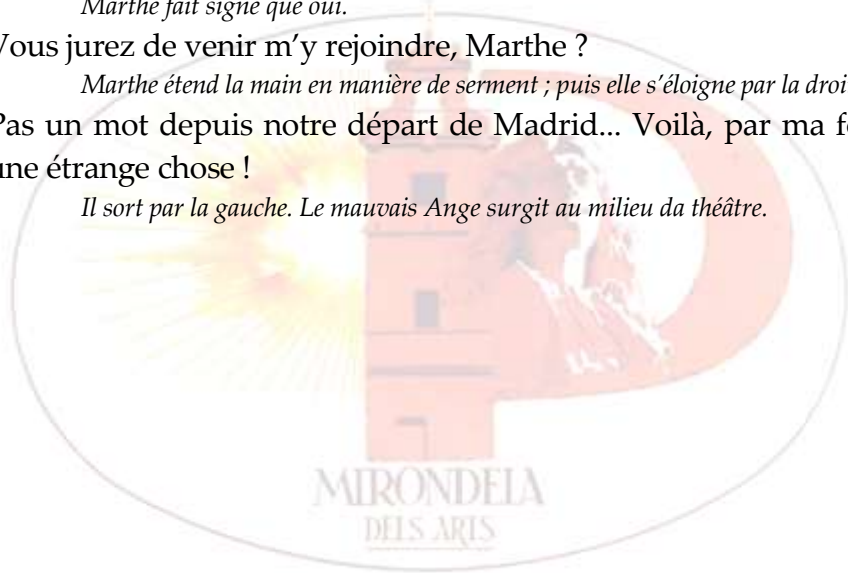 Marthe fait signe que oui.
Vous jurez de venir m’y rejoindre, Marthe ?
Marthe étend la main en manière de serment ; puis elle s’éloigne par la
Pas un mot depuis notre départ de Madrid... Voilà, par ma
une étrange chose !
Il sort par la gauche. Le mauvais Ange surgit au milieu da théâtre.
MIRONDELA
DELS ARTS